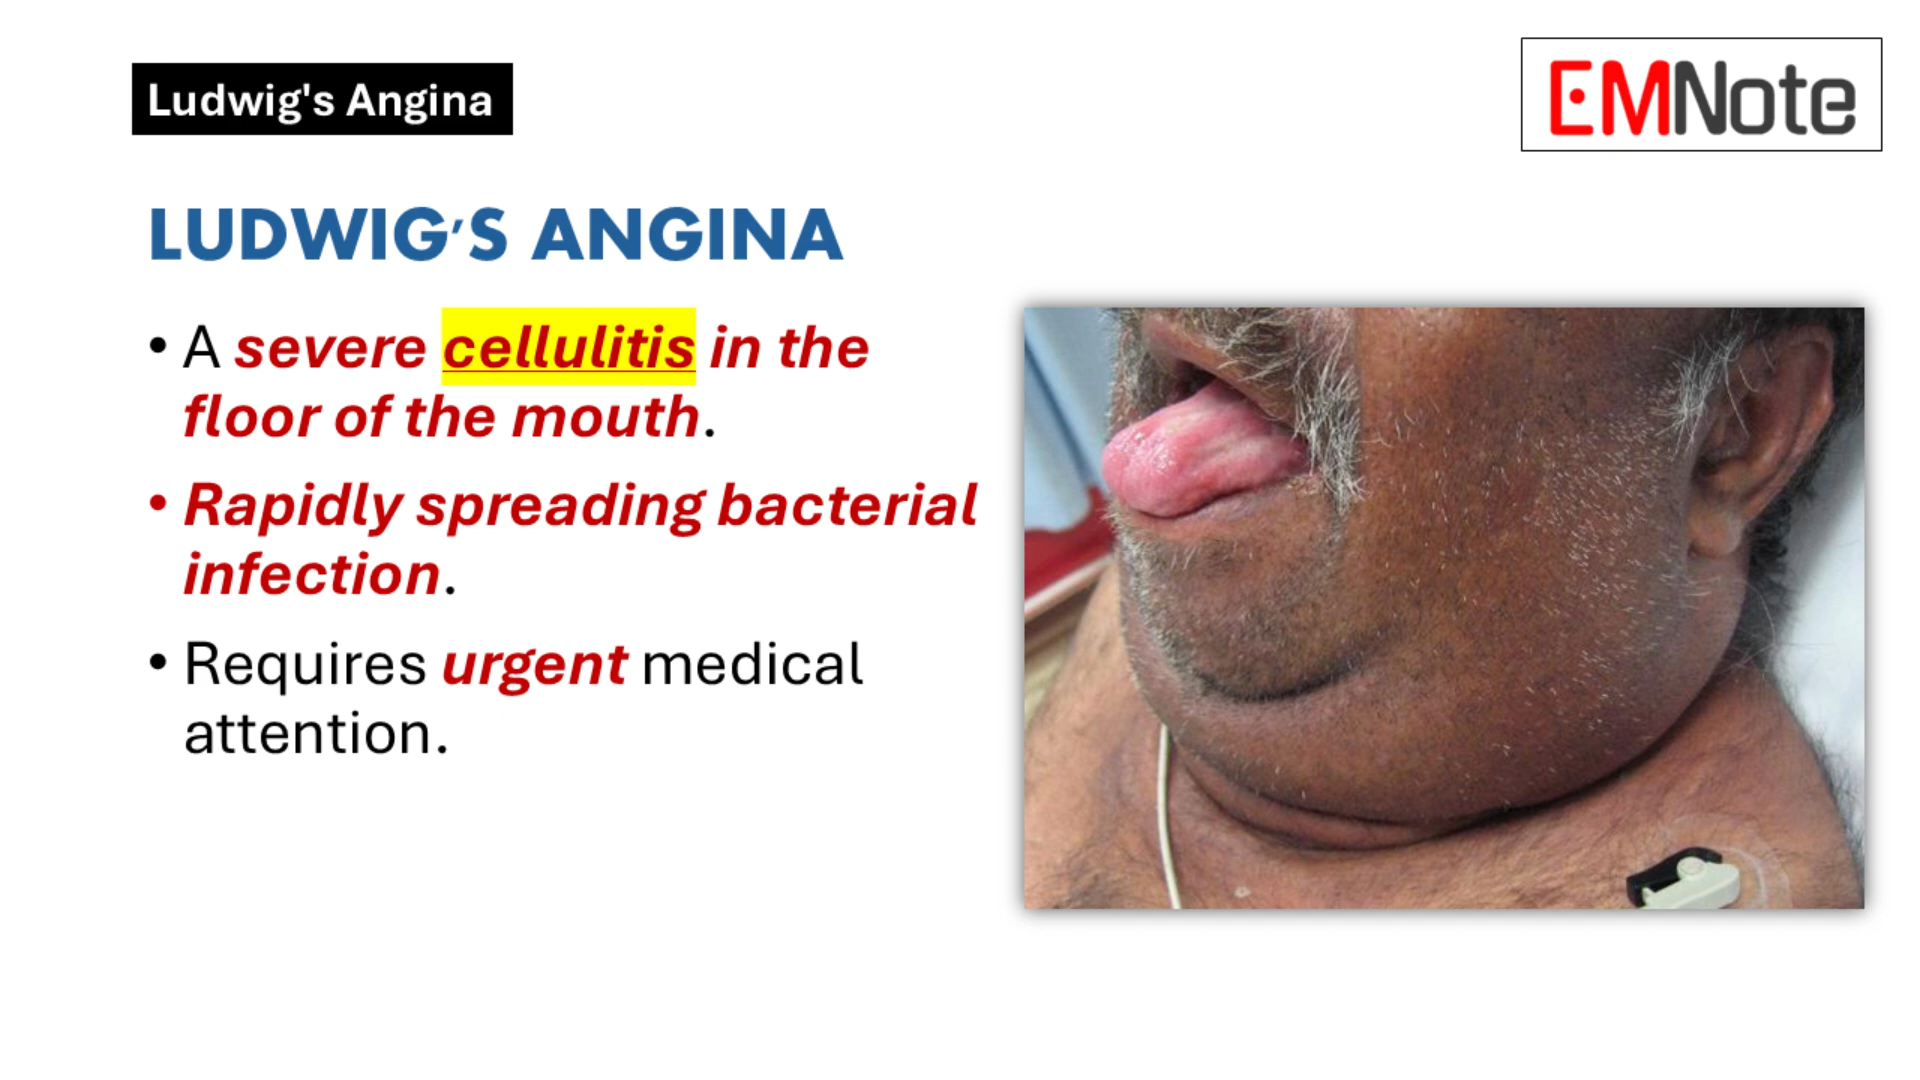 Ludwig's Angina
EMNote
LUDWIG'S ANGINA
• A severe cellulitis in the
floor of the mouth.
• Rapidly spreading bacterial
infection.
• Requires urgent medical
attention.